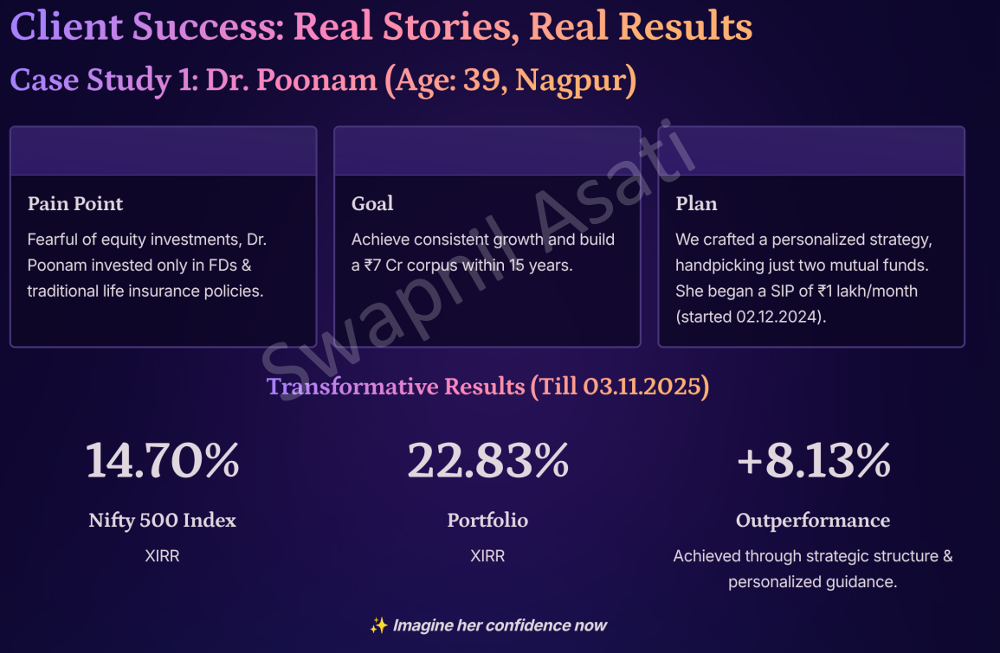 Client Success: Real Stories, Real Results
Case Study 1: Dr. Poonam (Age: 39, Nagpur)
Pain Point
Fearful of equity investments, Dr.
Poonam invested only in FDs &
traditional life insurance policies.
Goal
Achieve consistent growth and build
a ₹7 Cr corpus within 15 years.
Plan
We crafted a personalized strategy,
handpicking just two mutual funds.
She began a SIP of ₹1 lakh/month
(started 02.12.2024).
Swapnil Asati
Transformative Results (Till 03.11.2025)
14.70%
Nifty 500 Index
XIRR
22.83%
Portfolio
XIRR
+8.13%
Outperformance
Achieved through strategic structure &
personalized guidance.
✨ Imagine her confidence now